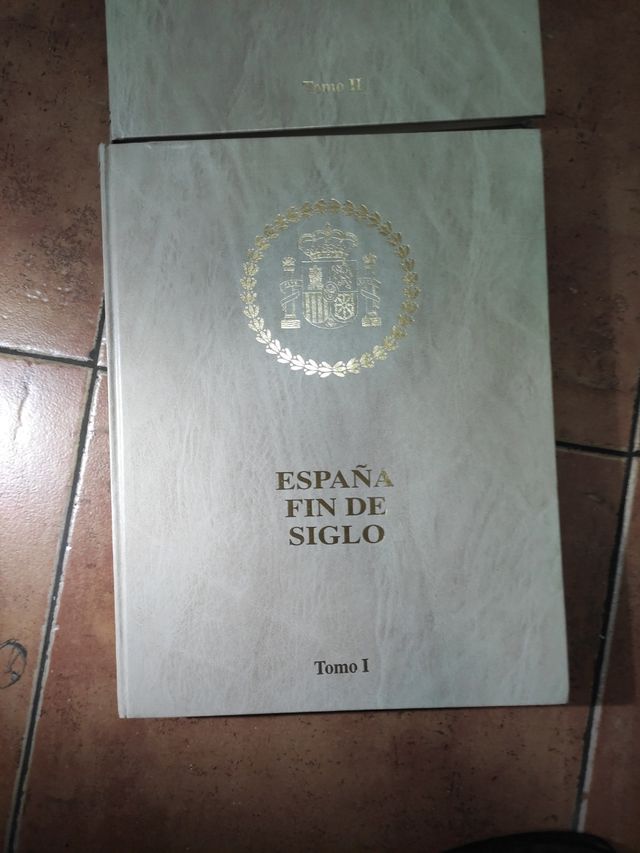 Tomo II
ESPAÑA
FIN DE
SIGLO
Tomo I